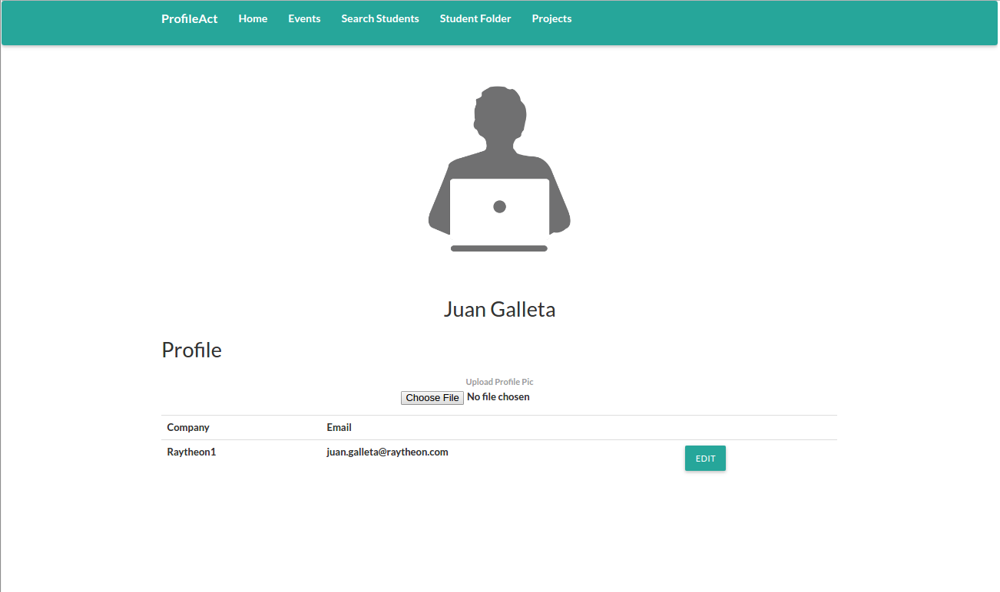 ProfileAct Home Events Search Students Student Folder Projects
Juan Galleta
Profile
Upload Profile Pic
Choose File No file chosen
Company Email
Raytheon1 juan.galleta@raytheon.com EDIT